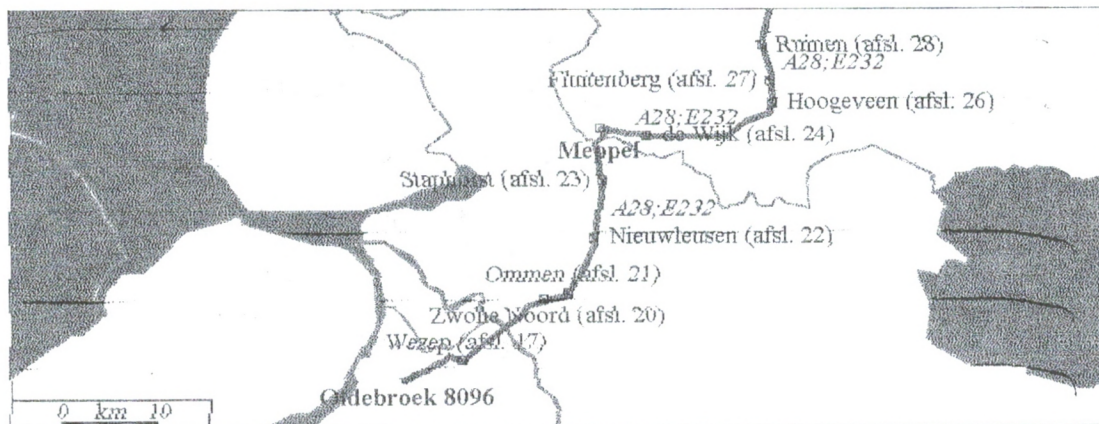 Ruinen (afsl. 28)
A28;E232
Fluitenberg (afsl. 27)
Hoogeveen (afsl. 26)
A28;E232
de Wijk (afsl. 24)
Meppel
Staphorst (afsl. 23)
A28;E232
Nieuwleusen (afsl. 22)
Ommen (afsl. 21)
Zwolle Noord (afsl. 20)
Wezep (afsl. 17)
Oldebroek 8096
0 km 10